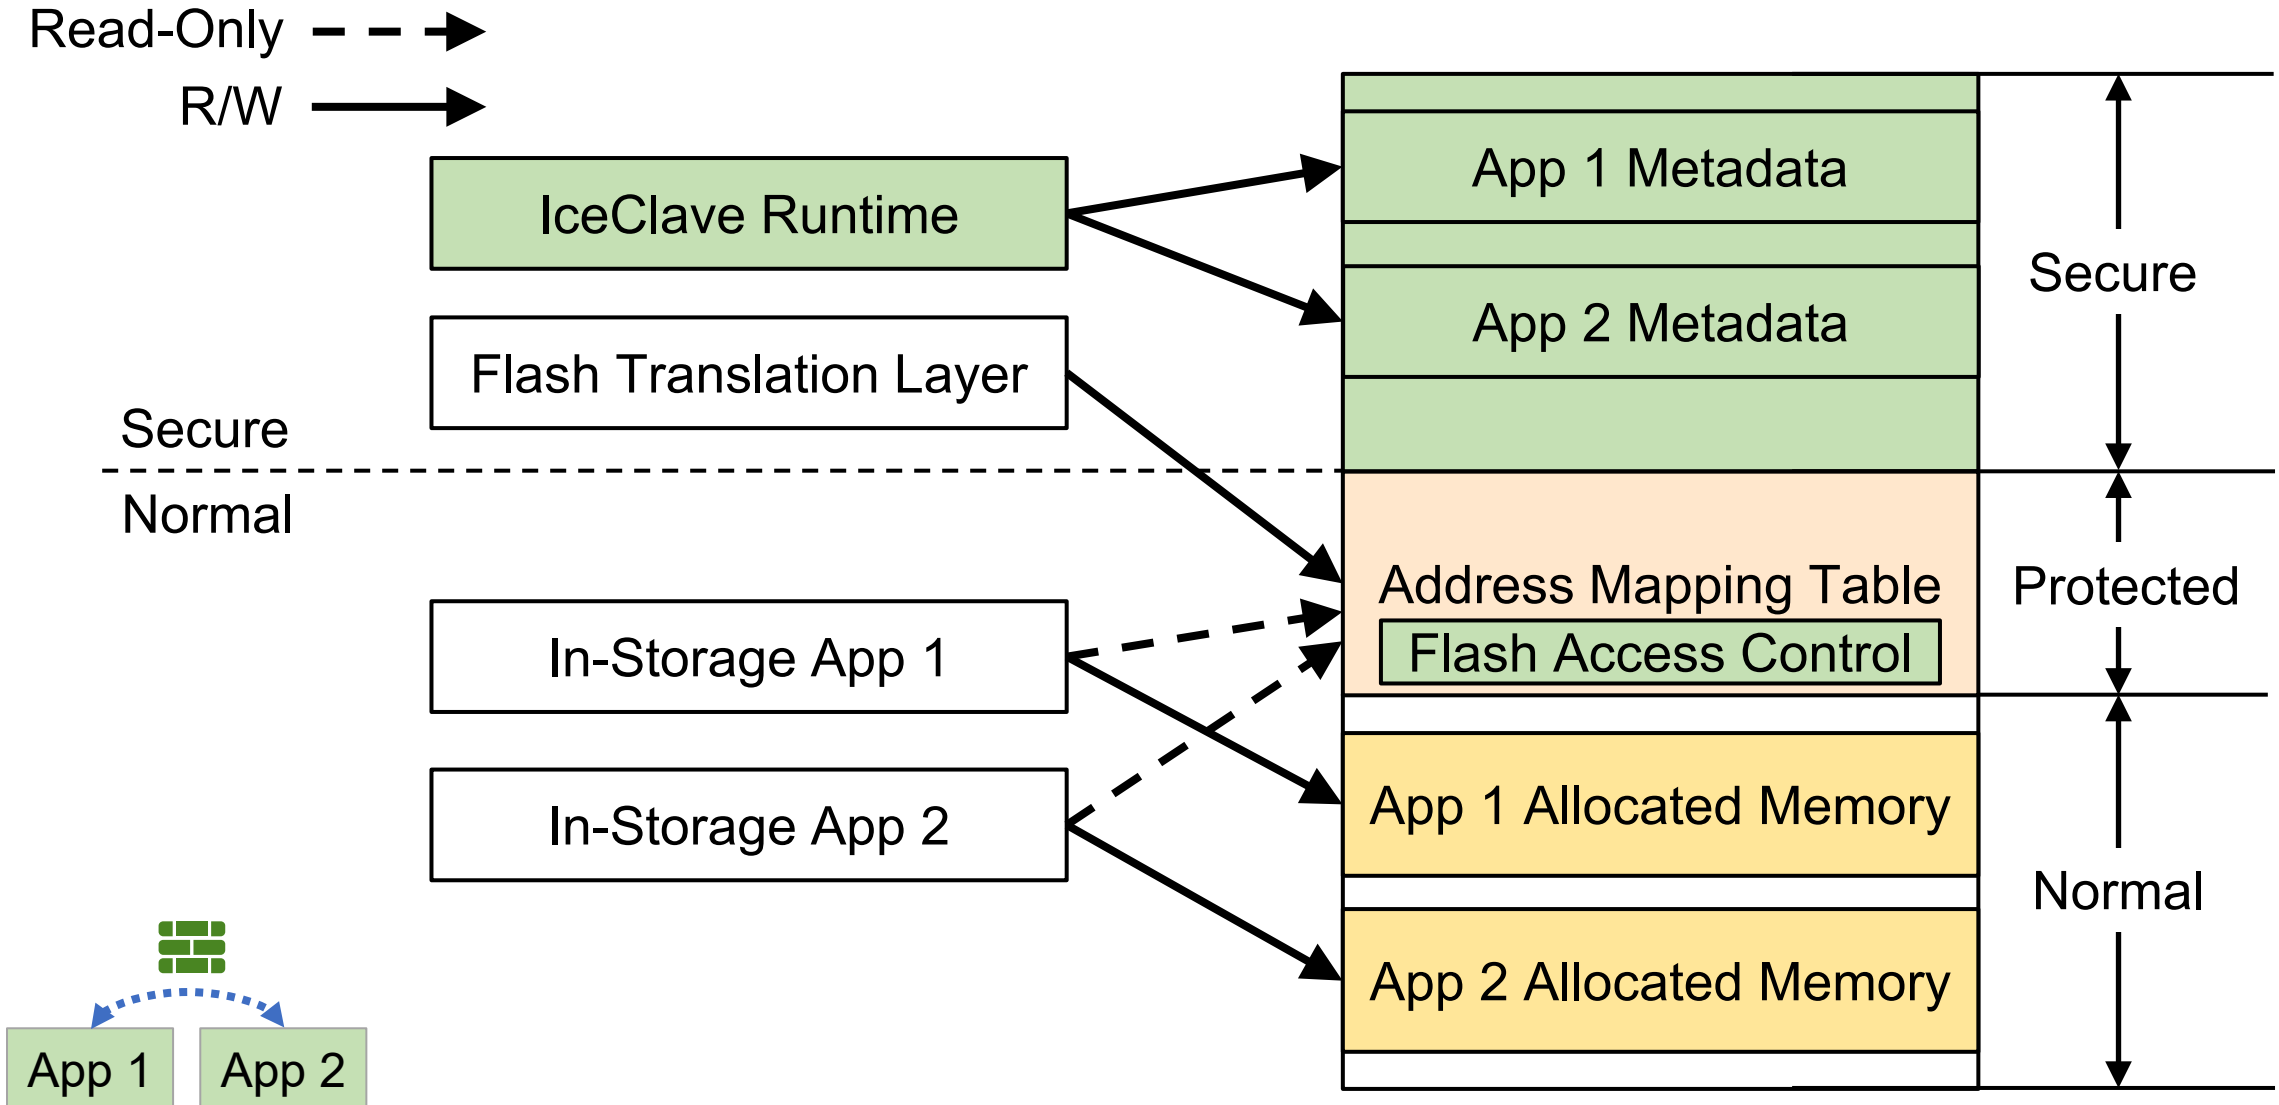 Read-Only
R/W
IceClave Runtime
Flash Translation Layer
Secure
Normal
In-Storage App 1
In-Storage App 2
App 1
App 2
App 1 Metadata
App 2 Metadata
Address Mapping Table
Flash Access Control
App 1 Allocated Memory
App 2 Allocated Memory
Secure
Protected
Normal